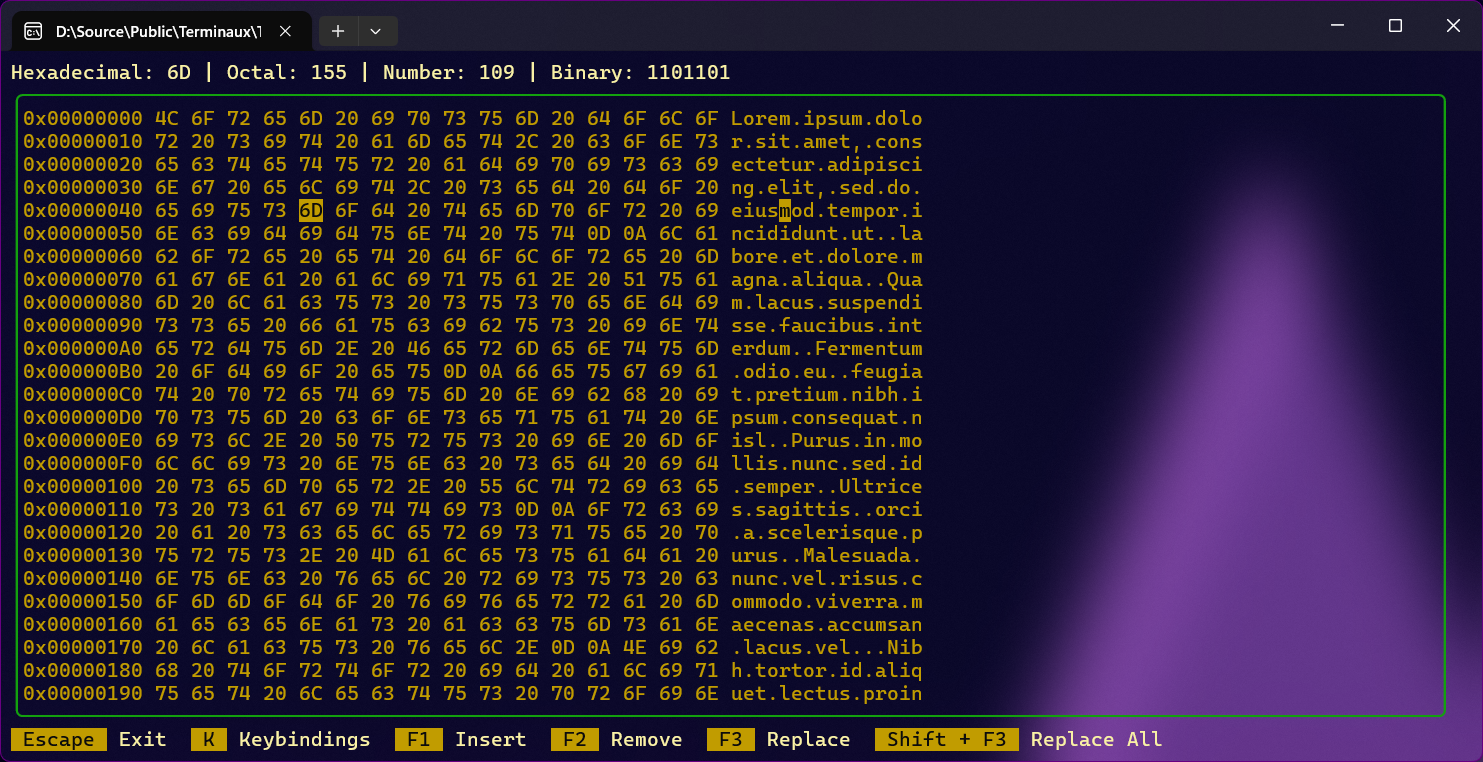 D:\Source\Public\Terminaux\T
Hexadecimal: 6D | Octal: 155 | Number: 109 | Binary: 1101101
0x00000000 4C 6F 72 65 6D 20 69 70 73 75 6D 20 64 6F 6C 6F Lorem.ipsum.dolo
0x00000010 72 20 73 69 74 20 61 6D 65 74 2C 20 63 6F 6E 73 r.sit.amet,.cons
0x00000020 65 63 74 65 74 75 72 20 61 64 69 70 69 73 63 69 ectetur.adipisci
0x00000030 6E 67 20 65 6C 69 74 2C 20 73 65 64 20 64 6F 20 ng.elit,.sed.do.
0x00000040 65 69 75 73 6D 6F 64 20 74 65 6D 70 6F 72 20 69 eiusmod.tempor.i
0x00000050 6E 63 69 64 69 64 75 6E 74 20 75 74 0D 0A 6C 61 ncididunt.ut..la
0x00000060 62 6F 72 65 20 65 74 20 64 6F 6C 6F 72 65 20 6D bore.et.dolore.m
0x00000070 61 67 6E 61 20 61 6C 69 71 75 61 2E 20 51 75 61 agna.aliqua..Qua
0x00000080 6D 20 6C 61 63 75 73 20 73 75 73 70 65 6E 64 69 m.lacus.suspendi
0x00000090 73 73 65 20 66 61 75 63 69 62 75 73 20 69 6E 74 sse.faucibus.int
0x000000A0 65 72 64 75 6D 2E 20 46 65 72 6D 65 6E 74 75 6D erdum..Fermentum
0x000000B0 20 6F 64 69 6F 20 65 75 0D 0A 66 65 75 67 69 61 .odio.eu..feugia
0x000000C0 74 20 70 72 65 74 69 75 6D 20 6E 69 62 68 20 69 t.pretium.nibh.i
0x000000D0 70 73 75 6D 20 63 6F 6E 73 65 71 75 61 74 20 6E psum.consequat.n
0x000000E0 69 73 6C 2E 20 50 75 72 75 73 20 69 6E 20 6D 6F isl..Purus.in.mo
0x000000F0 6C 6C 69 73 20 6E 75 6E 63 20 73 65 64 20 69 64 llis.nunc.sed.id
0x00000100 20 73 65 6D 70 65 72 2E 20 55 6C 74 72 69 63 65 .semper..Ultrice
0x00000110 73 20 73 61 67 69 74 74 69 73 0D 0A 6F 72 63 69 s.sagittis..orci
0x00000120 20 61 20 73 63 65 6C 65 72 69 73 71 75 65 20 70 .a.scelerisque.p
0x00000130 75 72 75 73 2E 20 4D 61 6C 65 73 75 61 64 61 20 urus..Malesuada.
0x00000140 6E 75 6E 63 20 76 65 6C 20 72 69 73 75 73 20 63 nunc.vel.risus.c
0x00000150 6F 6D 6D 6F 64 6F 20 76 69 76 65 72 72 61 20 6D ommodo.viverra.m
0x00000160 61 65 63 65 6E 61 73 20 61 63 63 75 6D 73 61 6E aecenas.accumsan
0x00000170 20 6C 61 63 75 73 20 76 65 6C 2E 0D 0A 4E 69 62 .lacus.vel...Nib
0x00000180 68 20 74 6F 72 74 6F 72 20 69 64 20 61 6C 69 71 h.tortor.id.aliq
0x00000190 75 65 74 20 6C 65 63 74 75 73 20 70 72 6F 69 6E uet.lectus.proin
Escape Exit K Keybindings F1 Insert F2 Remove F3 Replace Shift + F3 Replace All